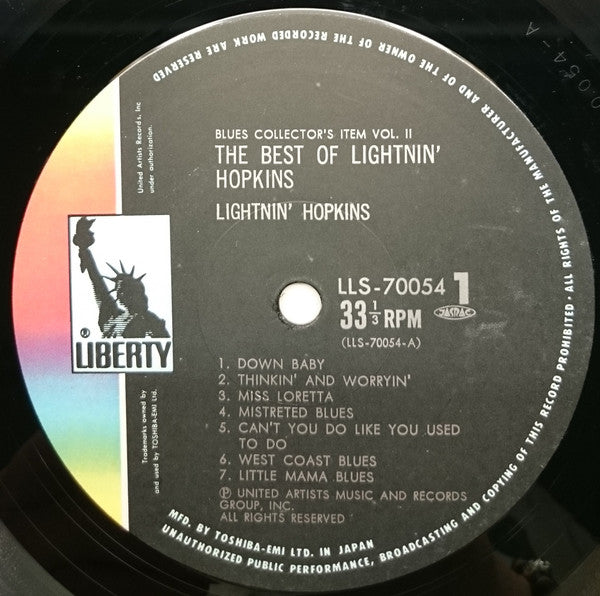 BLUES COLLECTOR'S ITEM VOL. II
THE BEST OF LIGHTNIN'
HOPKINS
LIGHTNIN' HOPKINS
LLS-70054 1
33 1/3 RPM
JASRAC
(LLS-70054-A)
1. DOWN BABY
2. THINKIN' AND WORRYIN'
3. MISS LORETTA
4. MISTRETED BLUES
5. CAN'T YOU DO LIKE YOU USED
TO DO
6. WEST COAST BLUES
7. LITTLE MAMA BLUES
Ⓟ UNITED ARTISTS MUSIC AND RECORDS
GROUP, INC.
ALL RIGHTS RESERVED
MFD. BY TOSHIBA-EMI LTD. IN JAPAN
ALL RIGHTS OF THE MANUFACTURER AND OF THE OWNER OF THE RECORDED WORK ARE RESERVED
UNAUTHORIZED PUBLIC PERFORMANCE, BROADCASTING AND COPYING OF THIS RECORD PROHIBITED ·
® LIBERTY
United Artists Records, Inc
under authorization.
Trademarks owned by
and used by TOSHIBA-EMI Ltd.
0054-A